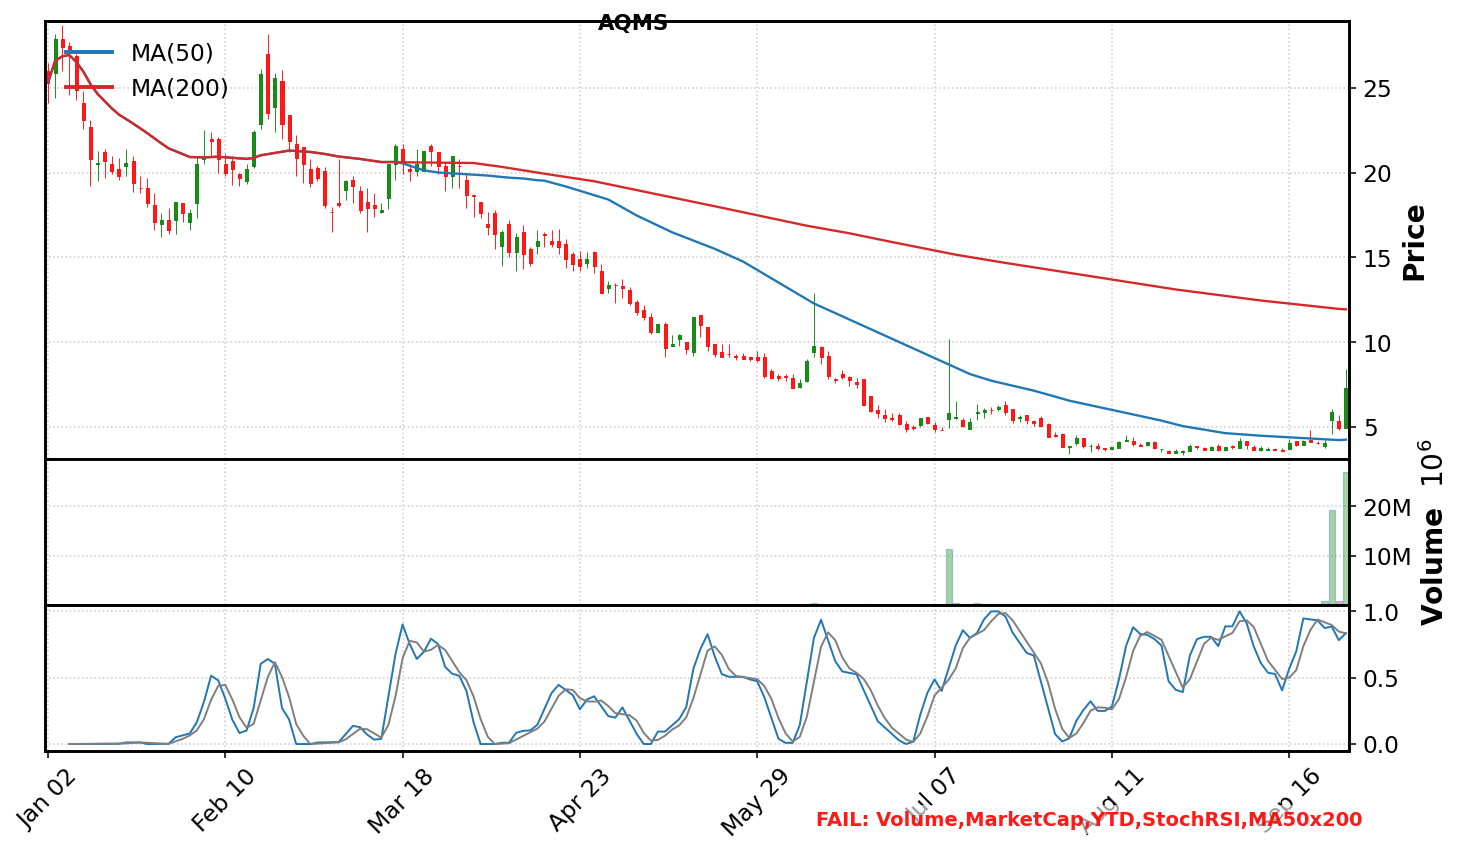 AQMS
MA(50)
MA(200)
25
20
15
10
5
Price
20M
10M
Volume 10^6
1.0
0.5
0.0
Jan 02
Feb 10
Mar 18
Apr 23
May 29
Jul 07
Aug 11
Sep 16
FAIL: Volume,MarketCap,YTD,StochRSI,MA50x200